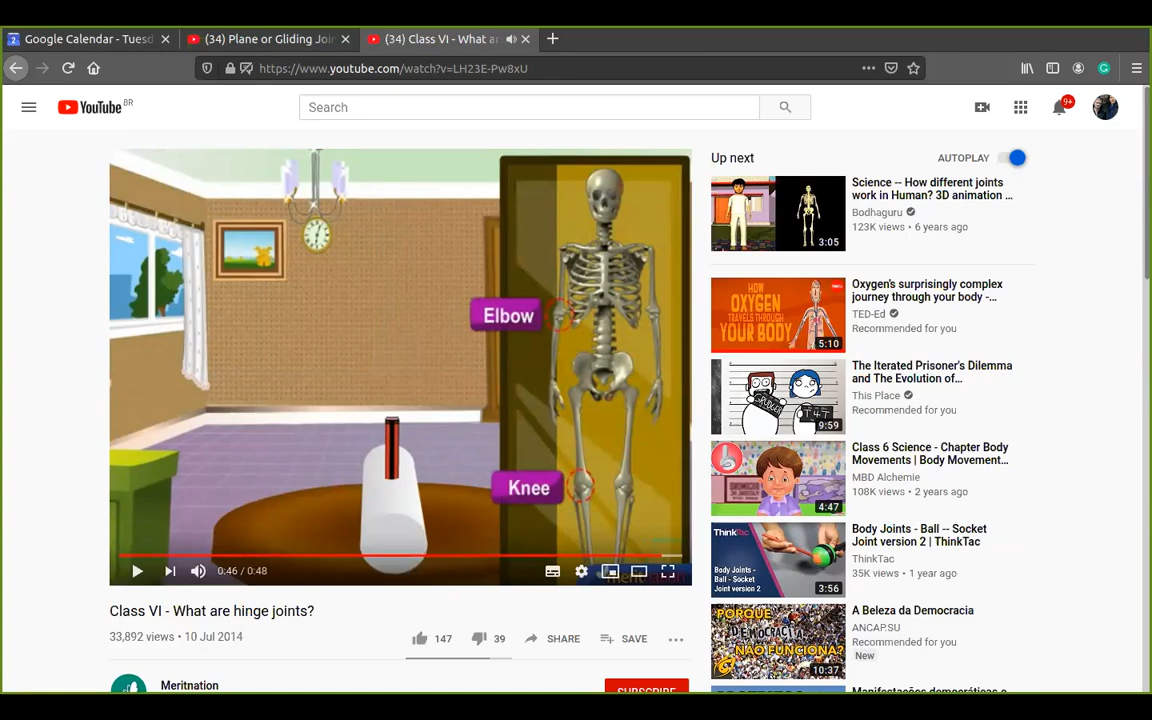 Google Calendar - Tuesd
(34) Plane or Gliding Join
(34) Class VI - What ar
https://www.youtube.com/watch?v=LH23E-Pw8xU
YouTube BR
Search
9+
Elbow
Knee
0:46 / 0:48
Class VI - What are hinge joints?
33,892 views • 10 Jul 2014
147
39
SHARE
SAVE
Meritnation
SUBSCRIBE
Up next
AUTOPLAY
Science -- How different joints
work in Human? 3D animation ...
Bodhaguru
123K views • 6 years ago
3:05
HOW
OXYGEN
TRAVELS THROUGH
YOUR BODY
5:10
Oxygen's surprisingly complex
journey through your body -...
TED-Ed
Recommended for you
GRUDGER
T4T
9:59
The Iterated Prisoner's Dilemma
and The Evolution of...
This Place
Recommended for you
4:47
Class 6 Science - Chapter Body
Movements | Body Movement...
MBD Alchemie
108K views • 2 years ago
ThinkTac
Body Joints -
Ball - Socket
Joint version 2
3:56
Body Joints - Ball -- Socket
Joint version 2 | ThinkTac
ThinkTac
35K views • 1 year ago
PORQUE
DEMOCRACIA
NÃO FUNCIONA?
10:37
A Beleza da Democracia
ANCAP.SU
Recommended for you
New